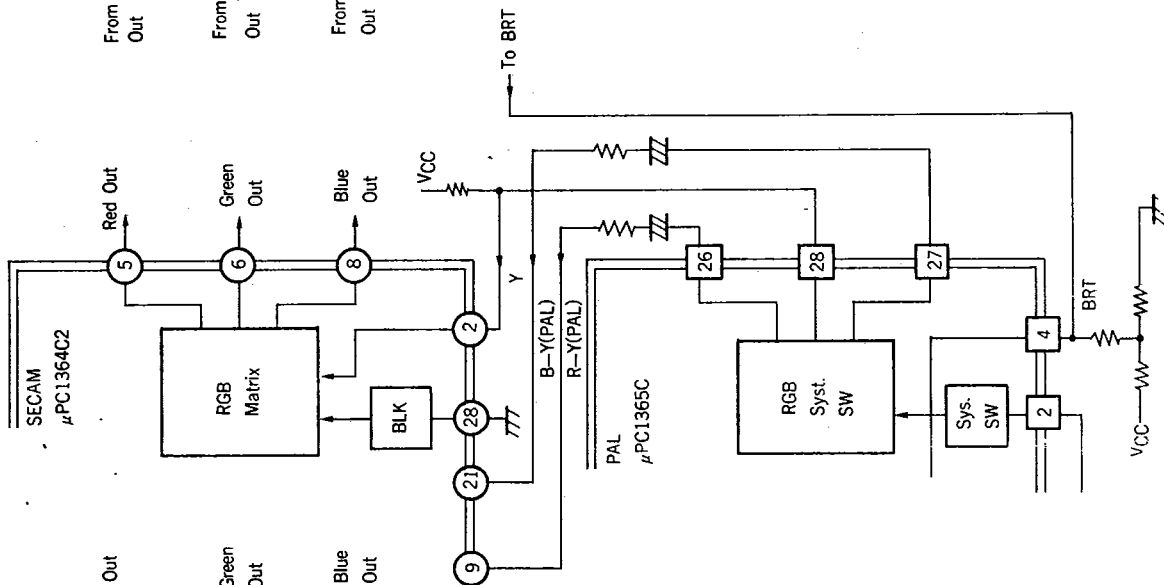 From
Out
From
Out
From
Out
To BRT
SECAM
μPC1364C2
RGB
Matrix
BLK
5
6
8
2
28
21
9
Red Out
Green
Out
Blue
Out
VCC
Y
B–Y(PAL)
R–Y(PAL)
PAL
μPC1365C
RGB
Syst.
SW
Sys.
SW
26
28
27
4
2
BRT
VCC
Out
Green
Out
Blue
Out